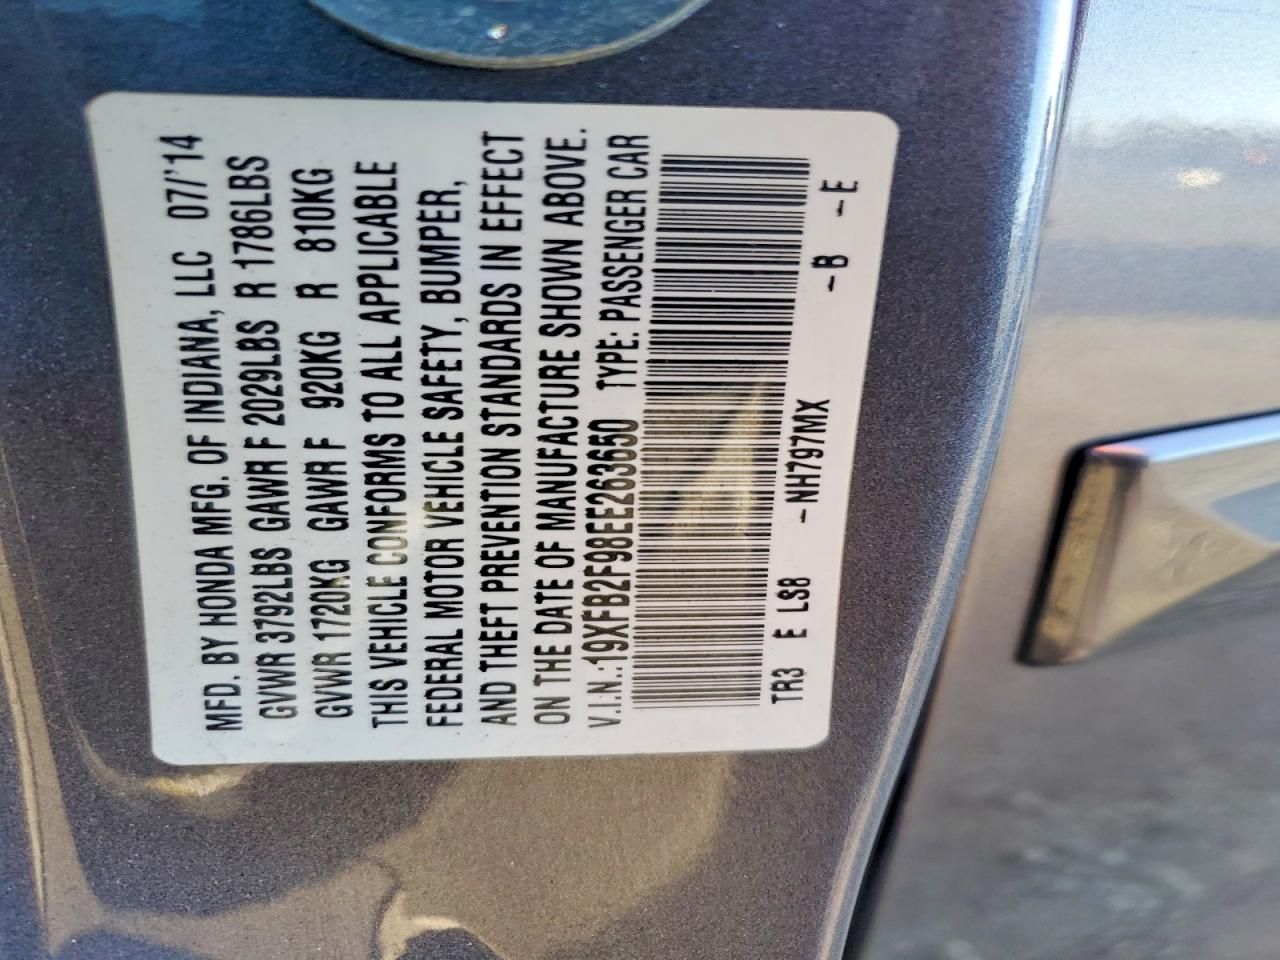 MFD. BY HONDA MFG. OF INDIANA, LLC 07/'14
GVWR 3792LBS GAWR F 2029LBS R 1786LBS
GVWR 1720KG GAWR F 920KG R 810KG
THIS VEHICLE CONFORMS TO ALL APPLICABLE
FEDERAL MOTOR VEHICLE SAFETY, BUMPER,
AND THEFT PREVENTION STANDARDS IN EFFECT
ON THE DATE OF MANUFACTURE SHOWN ABOVE.
V.I.N.:19XFB2F98EE263650 TYPE: PASSENGER CAR
TR3 E LS8 -NH797MX -B -E